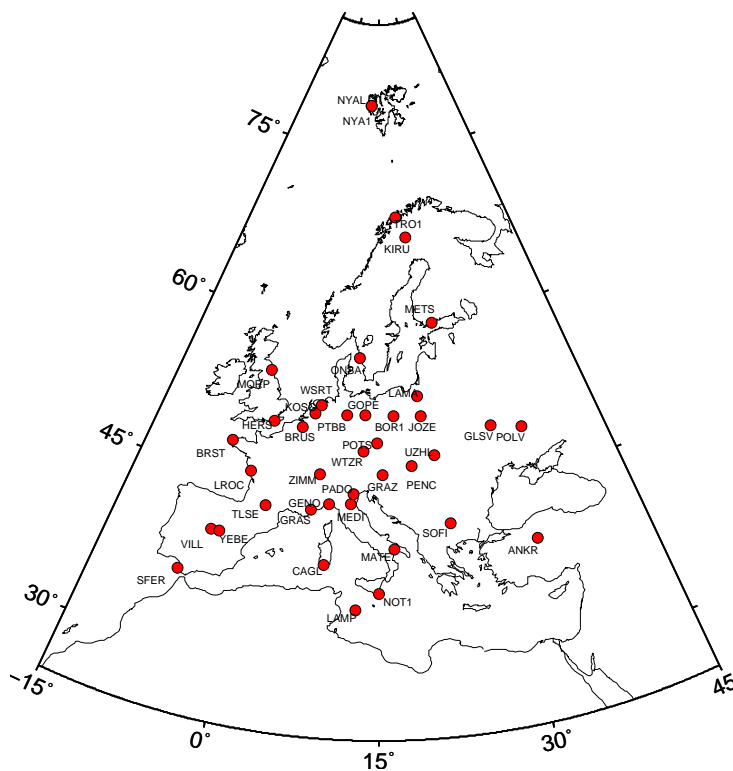 NYAL
NYA1
75°
TRO1
KIRU
60°
METS
ONSA
MORP
WSRT
LAMA
KOSG
GOPE
HERS
PTBB
BOR1
JOZE
GLSV
POLV
BRUS
45°
BRST
POTS
UZHL
WTZR
LROC
ZIMM
PADO
GRAZ
PENC
GENO
TLSE
GRAS
MEDI
SOFI
VILL
YEBE
ANKR
MATE
CAGL
SFER
NOT1
30°
LAMP
-15°
45°
0°
30°
15°